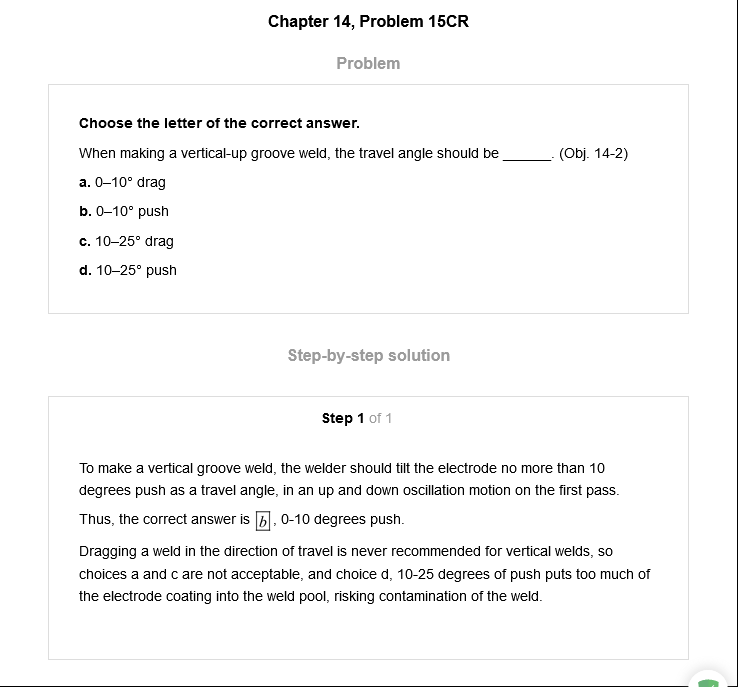 Chapter 14, Problem 15CR
Problem
Choose the letter of the correct answer.
When making a vertical-up groove weld, the travel angle should be ______. (Obj. 14-2)
a. 0–10° drag
b. 0–10° push
c. 10–25° drag
d. 10–25° push
Step-by-step solution
Step 1 of 1
To make a vertical groove weld, the welder should tilt the electrode no more than 10
degrees push as a travel angle, in an up and down oscillation motion on the first pass.
Thus, the correct answer is b, 0-10 degrees push.
Dragging a weld in the direction of travel is never recommended for vertical welds, so
choices a and c are not acceptable, and choice d, 10-25 degrees of push puts too much of
the electrode coating into the weld pool, risking contamination of the weld.